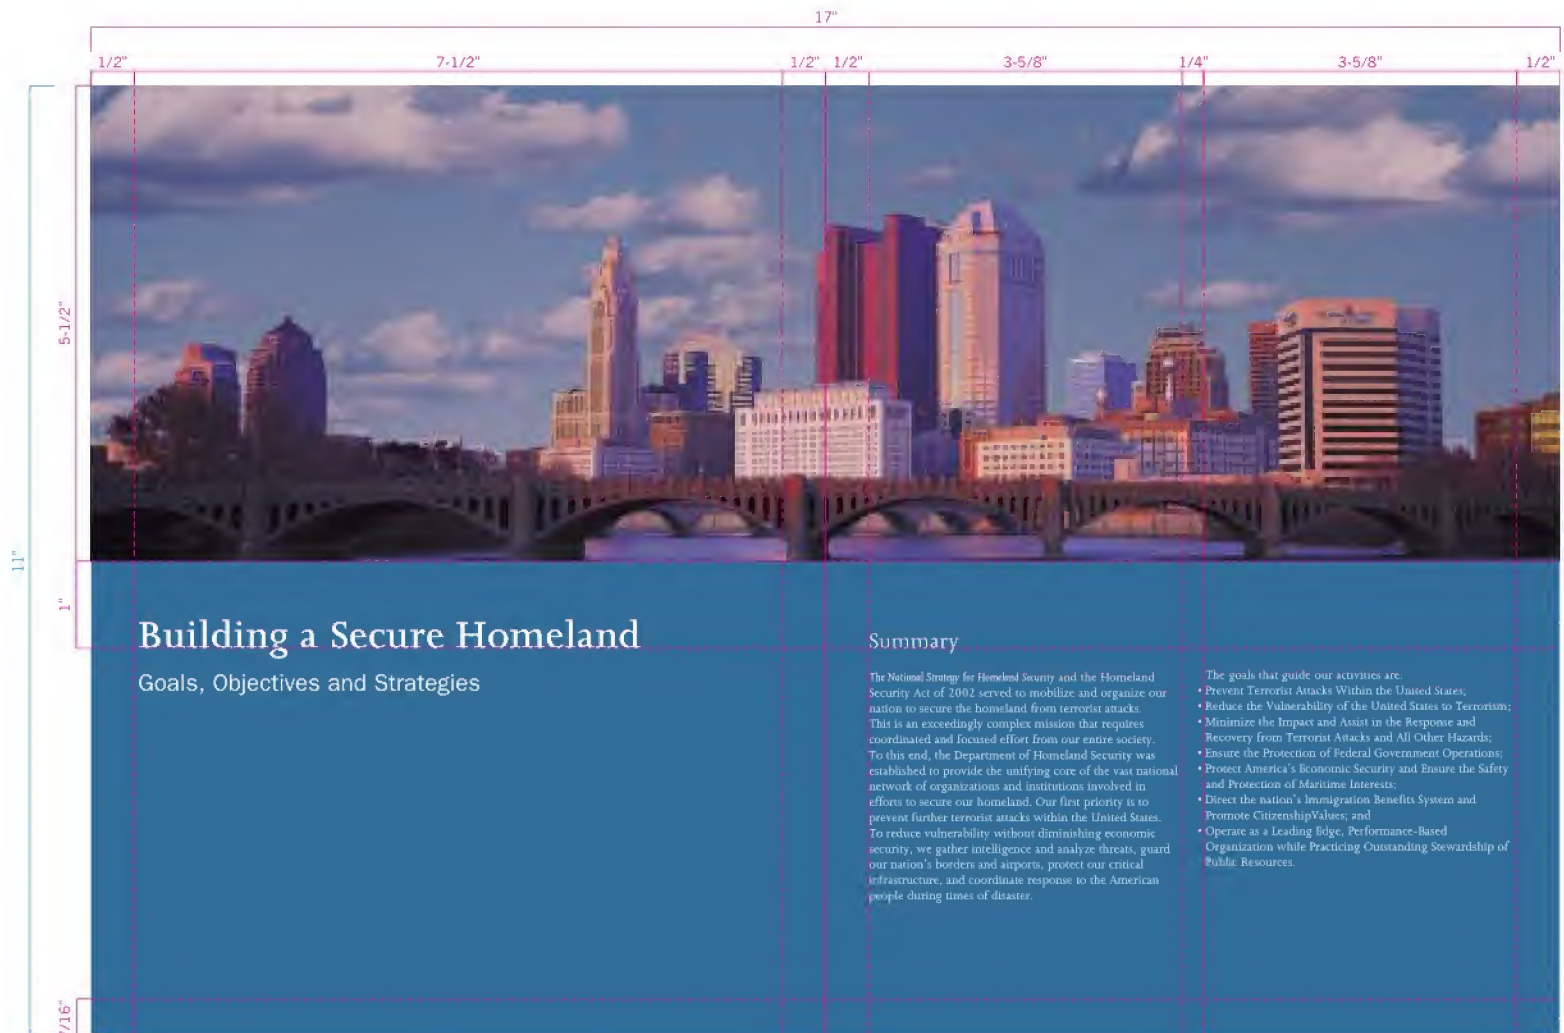 17"
1/2" 7-1/2" 1/2" 1/2" 3-5/8" 1/4" 3-5/8" 1/2"
5-1/2"
11"
1"
Building a Secure Homeland
Goals, Objectives and Strategies
Summary
The National Strategy for Homeland Security and the Homeland
Security Act of 2002 served to mobilize and organize our
nation to secure the homeland from terrorist attacks.
This is an exceedingly complex mission that requires
coordinated and focused effort from our entire society.
To this end, the Department of Homeland Security was
established to provide the unifying core of the vast national
network of organizations and institutions involved in
efforts to secure our homeland. Our first priority is to
prevent further terrorist attacks within the United States.
To reduce vulnerability without diminishing economic
security, we gather intelligence and analyze threats, guard
our nation's borders and airports, protect our critical
infrastructure, and coordinate response to the American
people during times of disaster.
The goals that guide our activities are:
• Prevent Terrorist Attacks Within the United States;
• Reduce the Vulnerability of the United States to Terrorism;
• Minimize the Impact and Assist in the Response and
Recovery from Terrorist Attacks and All Other Hazards;
• Ensure the Protection of Federal Government Operations;
• Protect America's Economic Security and Ensure the Safety
and Protection of Maritime Interests;
• Direct the nation's Immigration Benefits System and
Promote CitizenshipValues; and
• Operate as a Leading Edge, Performance-Based
Organization while Practicing Outstanding Stewardship of
Public Resources.
/16"